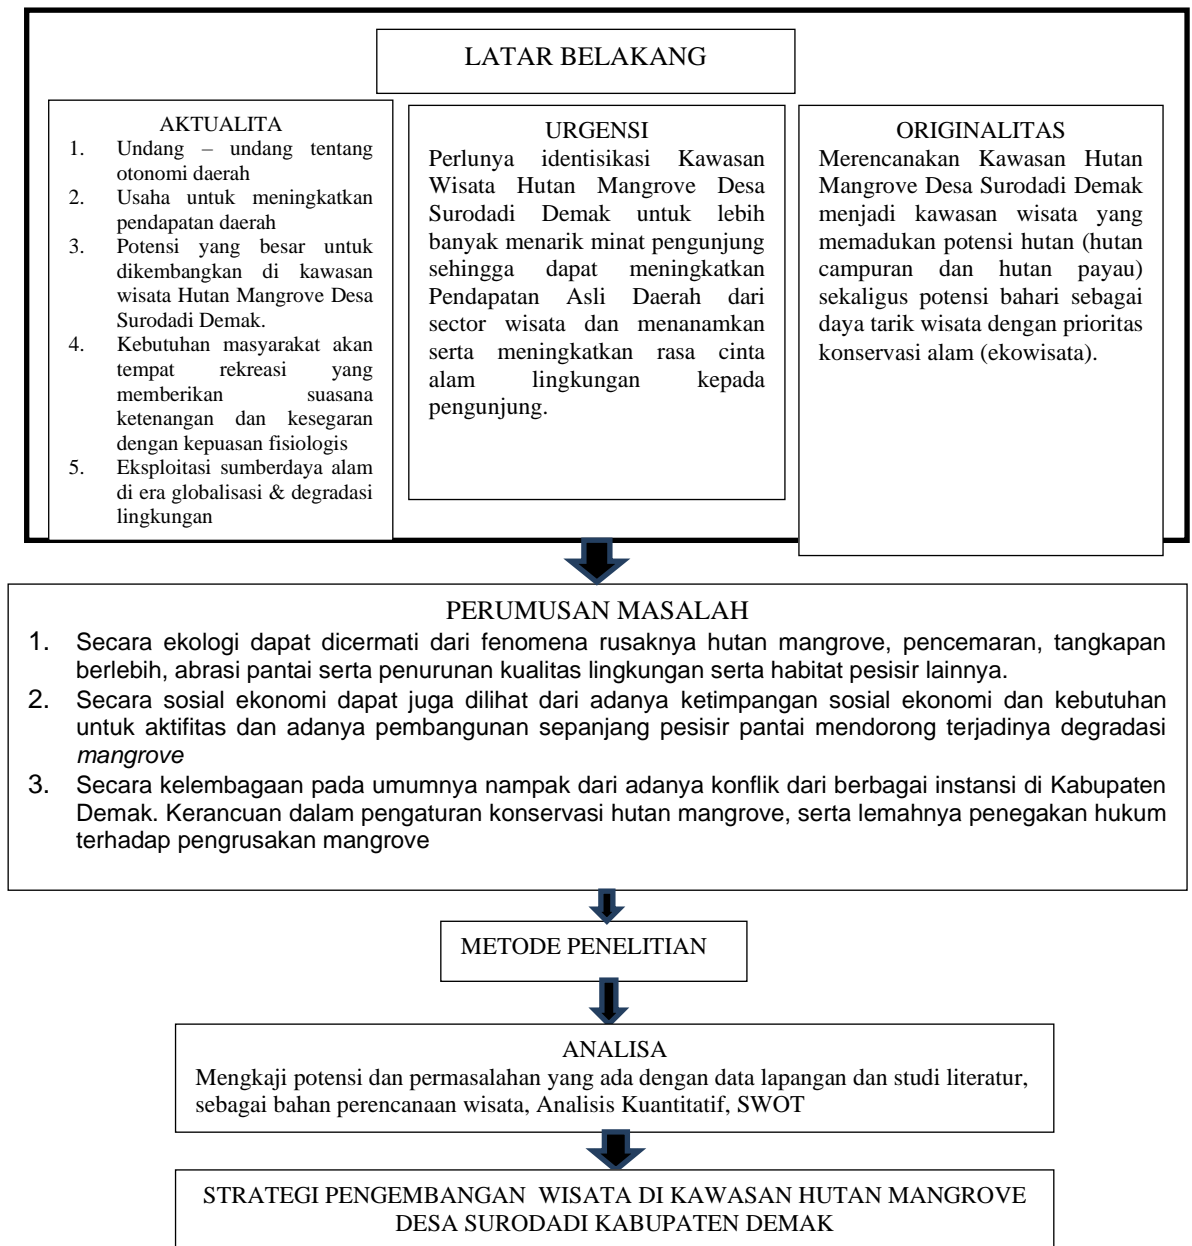 LATAR BELAKANG
AKTUALITA
1. Undang – undang tentang
otonomi daerah
2. Usaha untuk meningkatkan
pendapatan daerah
3. Potensi yang besar untuk
dikembangkan di kawasan
wisata Hutan Mangrove Desa
Surodadi Demak.
4. Kebutuhan masyarakat akan
tempat rekreasi yang
memberikan suasana
ketenangan dan kesegaran
dengan kepuasan fisiologis
5. Eksploitasi sumberdaya alam
di era globalisasi & degradasi
lingkungan
URGENSI
Perlunya identisikasi Kawasan
Wisata Hutan Mangrove Desa
Surodadi Demak untuk lebih
banyak menarik minat pengunjung
sehingga dapat meningkatkan
Pendapatan Asli Daerah dari
sector wisata dan menanamkan
serta meningkatkan rasa cinta
alam lingkungan kepada
pengunjung.
ORIGINALITAS
Merencanakan Kawasan Hutan
Mangrove Desa Surodadi Demak
menjadi kawasan wisata yang
memadukan potensi hutan (hutan
campuran dan hutan payau)
sekaligus potensi bahari sebagai
daya tarik wisata dengan prioritas
konservasi alam (ekowisata).
PERUMUSAN MASALAH
1. Secara ekologi dapat dicermati dari fenomena rusaknya hutan mangrove, pencemaran, tangkapan
berlebih, abrasi pantai serta penurunan kualitas lingkungan serta habitat pesisir lainnya.
2. Secara sosial ekonomi dapat juga dilihat dari adanya ketimpangan sosial ekonomi dan kebutuhan
untuk aktifitas dan adanya pembangunan sepanjang pesisir pantai mendorong terjadinya degradasi
mangrove
3. Secara kelembagaan pada umumnya nampak dari adanya konflik dari berbagai instansi di Kabupaten
Demak. Kerancuan dalam pengaturan konservasi hutan mangrove, serta lemahnya penegakan hukum
terhadap pengrusakan mangrove
METODE PENELITIAN
ANALISA
Mengkaji potensi dan permasalahan yang ada dengan data lapangan dan studi literatur,
sebagai bahan perencanaan wisata, Analisis Kuantitatif, SWOT
STRATEGI PENGEMBANGAN WISATA DI KAWASAN HUTAN MANGROVE
DESA SURODADI KABUPATEN DEMAK